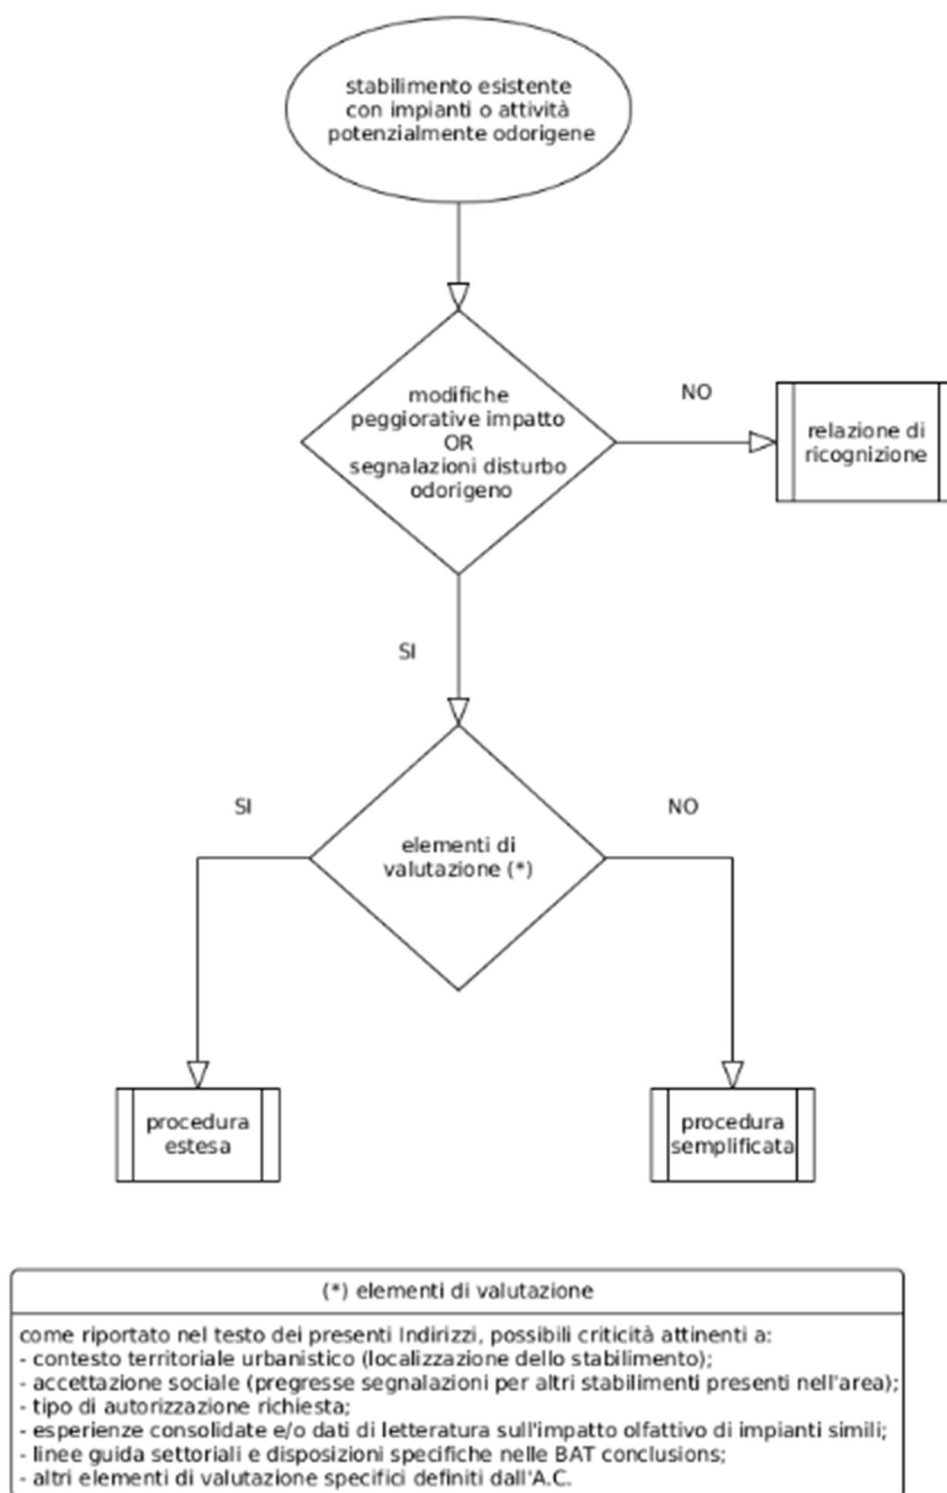 stabilimento esistente
con impianti o attività
potenzialmente odorigene
modifiche
peggiorative impatto
OR
segnalazioni disturbo
odorigeno
NO
relazione di
ricognizione
SI
elementi di
valutazione (*)
SI
NO
procedura
estesa
procedura
semplificata
(*) elementi di valutazione
come riportato nel testo dei presenti Indirizzi, possibili criticità attinenti a:
- contesto territoriale urbanistico (localizzazione dello stabilimento);
- accettazione sociale (pregresse segnalazioni per altri stabilimenti presenti nell'area);
- tipo di autorizzazione richiesta;
- esperienze consolidate e/o dati di letteratura sull'impatto olfattivo di impianti simili;
- linee guida settoriali e disposizioni specifiche nelle BAT conclusions;
- altri elementi di valutazione specifici definiti dall'A.C.